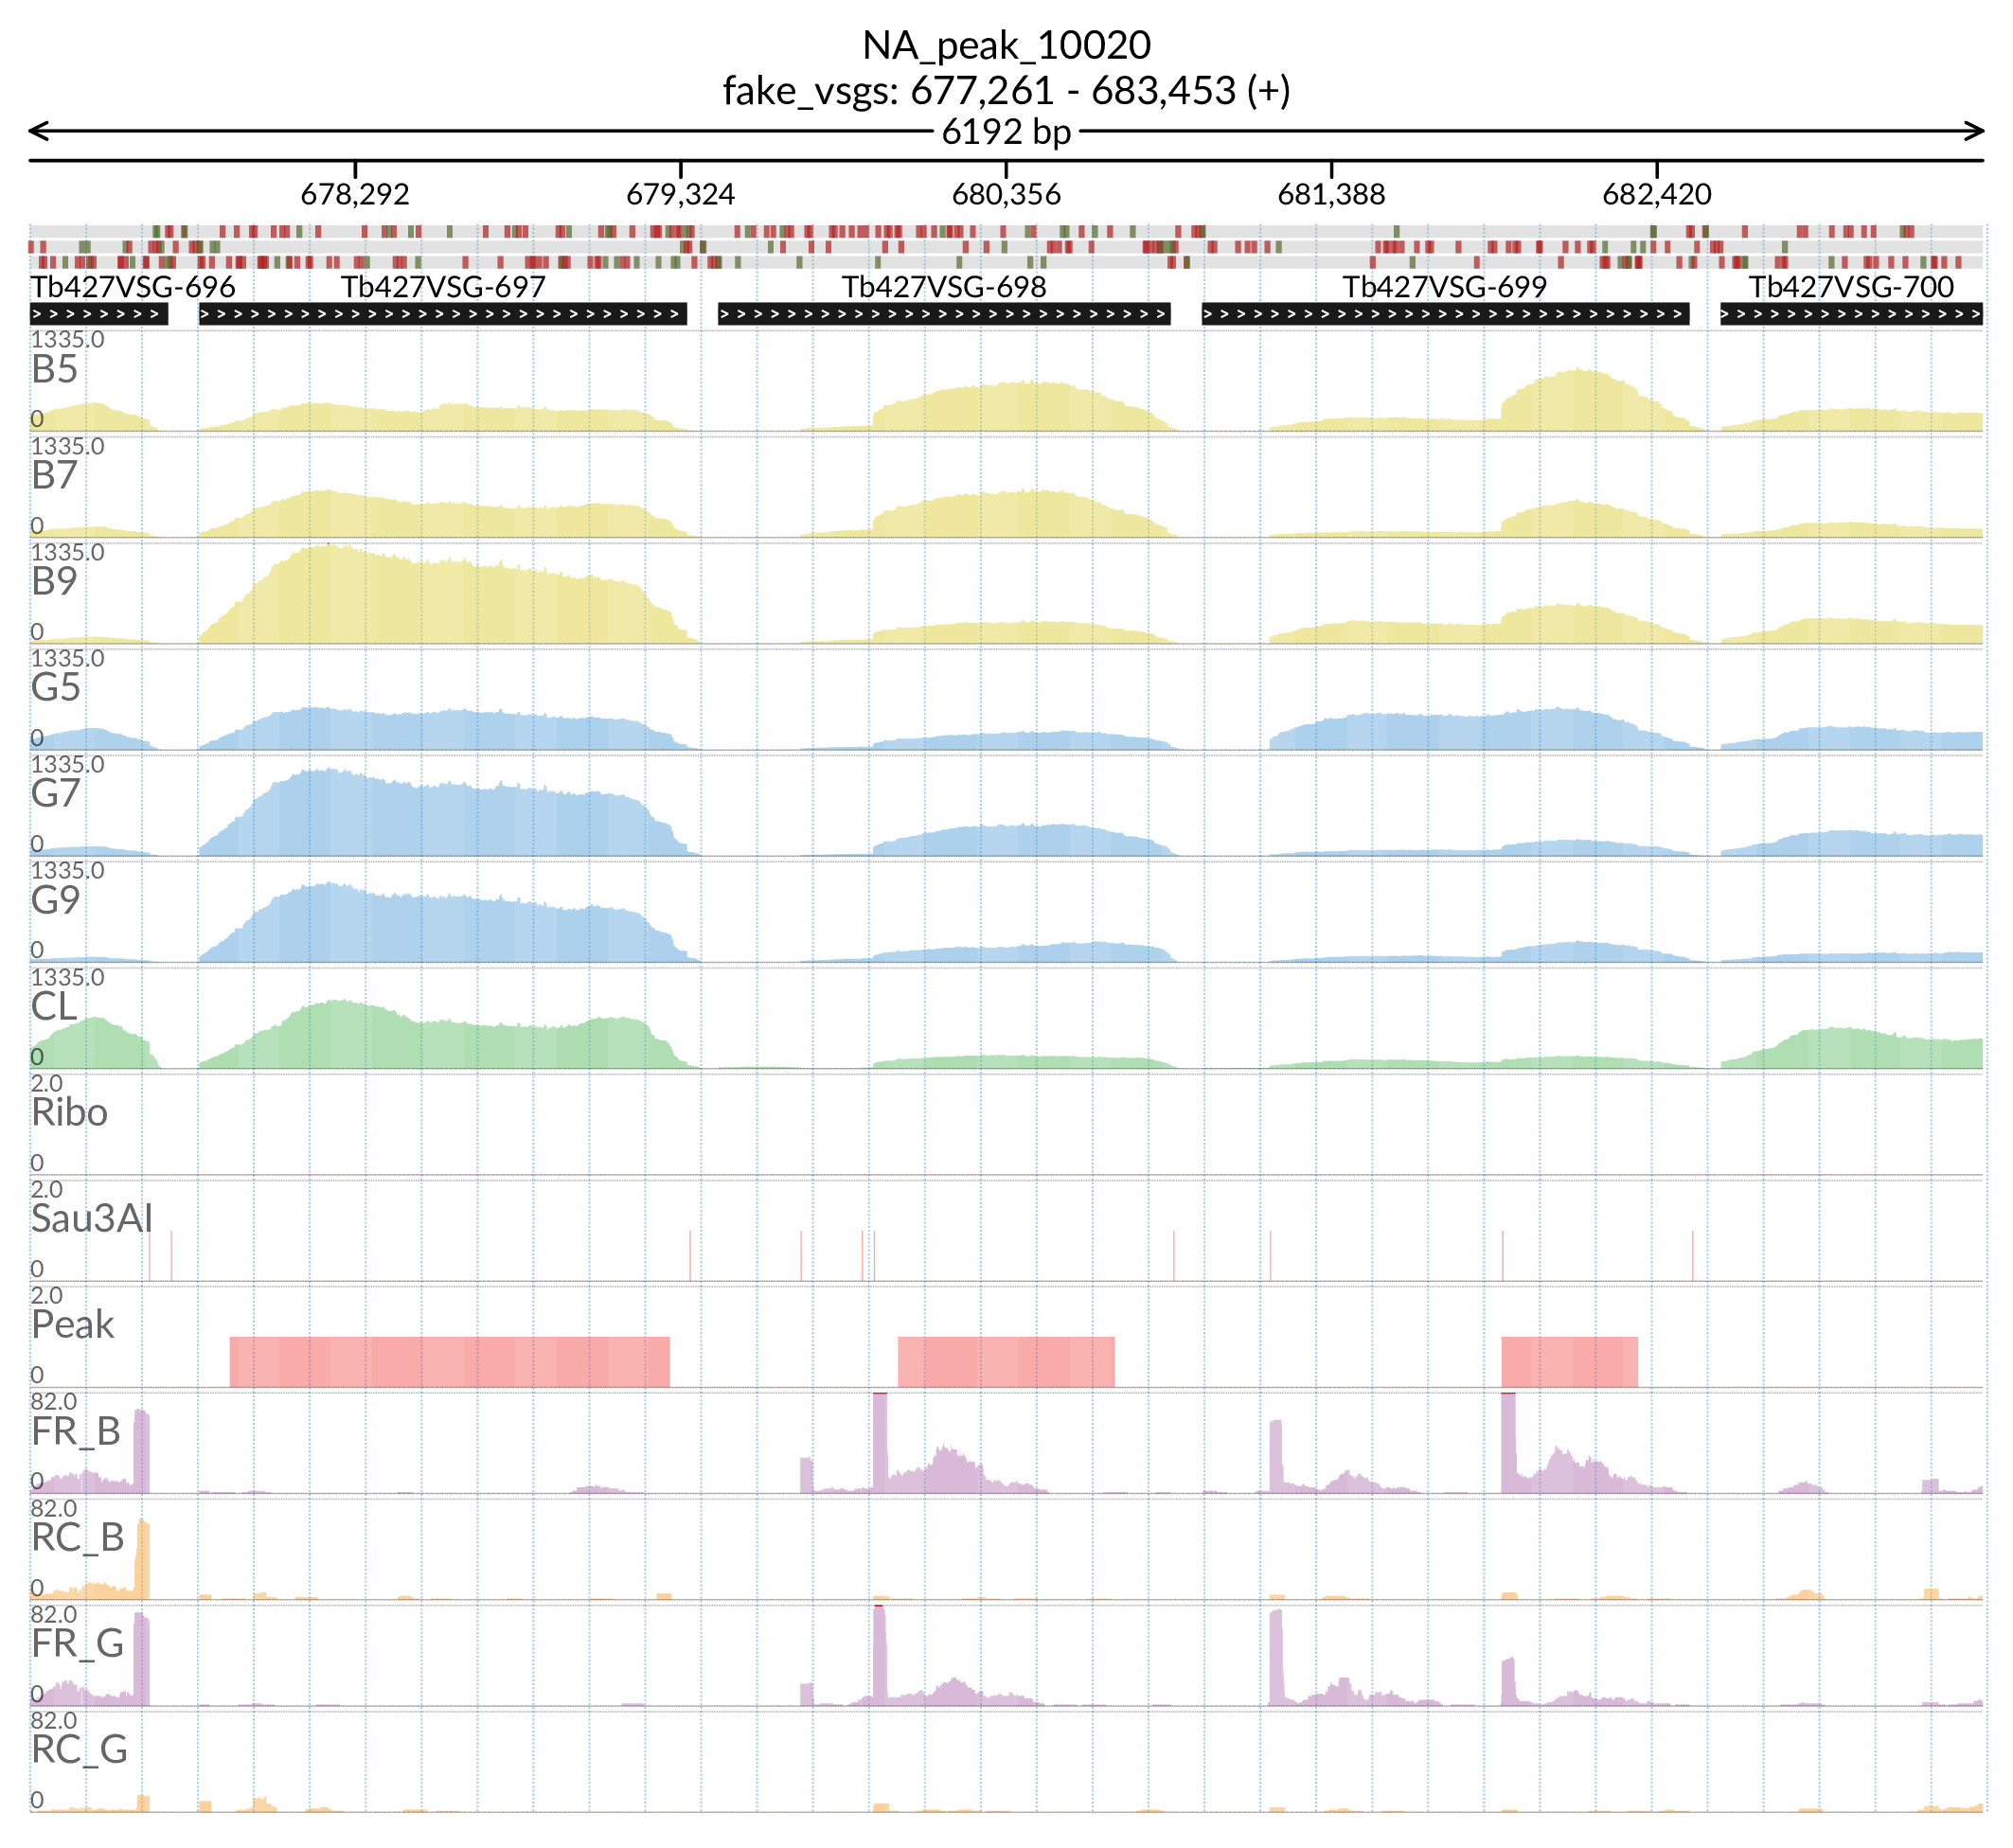 NA_peak_10020
fake_vsgs: 677,261 - 683,453 (+)
6192 bp
678,292 679,324 680,356 681,388 682,420
Tb427VSG-696 Tb427VSG-697 Tb427VSG-698 Tb427VSG-699 Tb427VSG-700
1335.0
B5
0
1335.0
B7
0
1335.0
B9
0
1335.0
G5
0
1335.0
G7
0
1335.0
G9
0
1335.0
CL
0
2.0
Ribo
0
2.0
Sau3AI
0
2.0
Peak
0
82.0
FR_B
0
82.0
RC_B
0
82.0
FR_G
0
82.0
RC_G
0